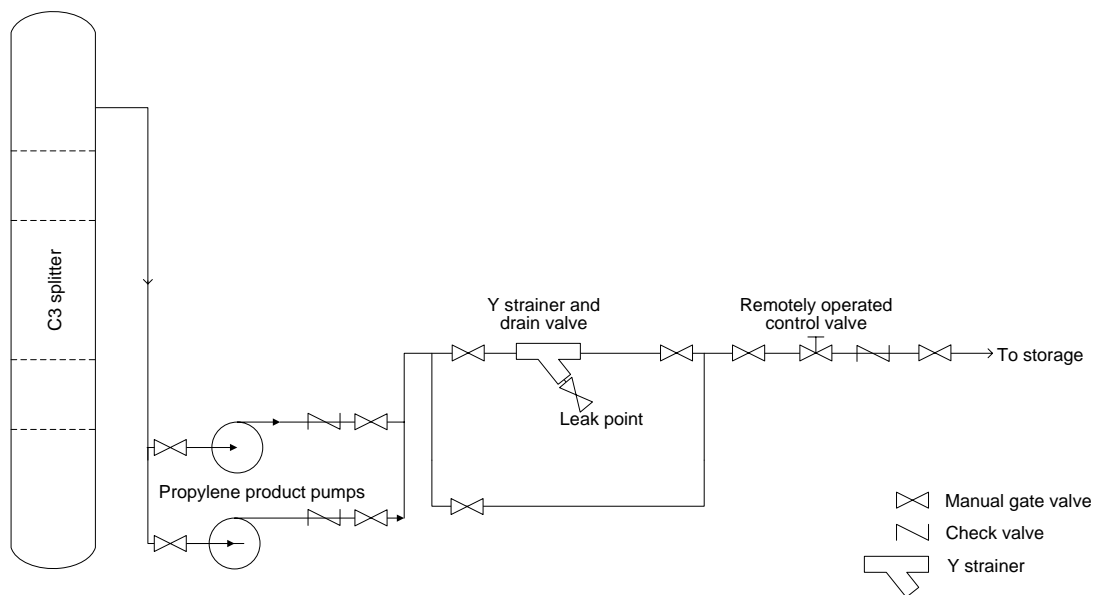 C3 splitter
Y strainer and
drain valve
Leak point
Remotely operated
control valve
To storage
Propylene product pumps
Manual gate valve
Check valve
Y strainer